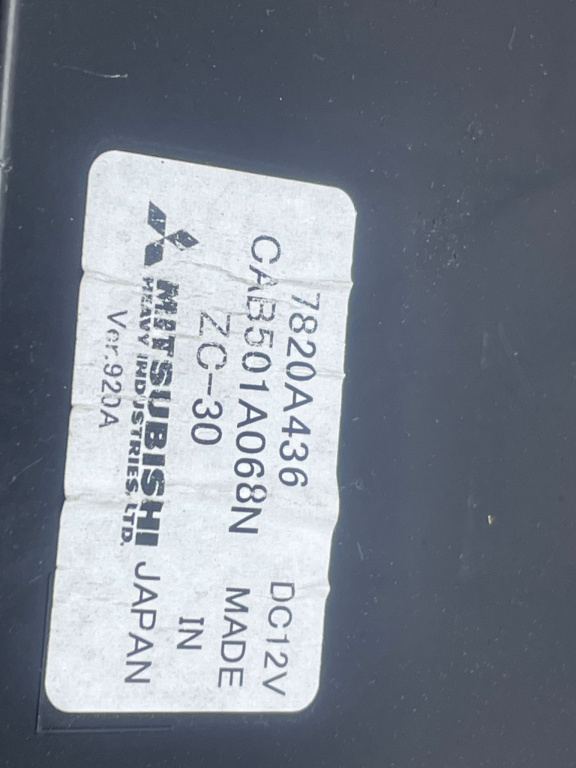 7820A436
CAB501A068N DC12V
ZC-30 MADE
MITSUBISHI IN
HEAVY INDUSTRIES, LTD. JAPAN
Ver.920A